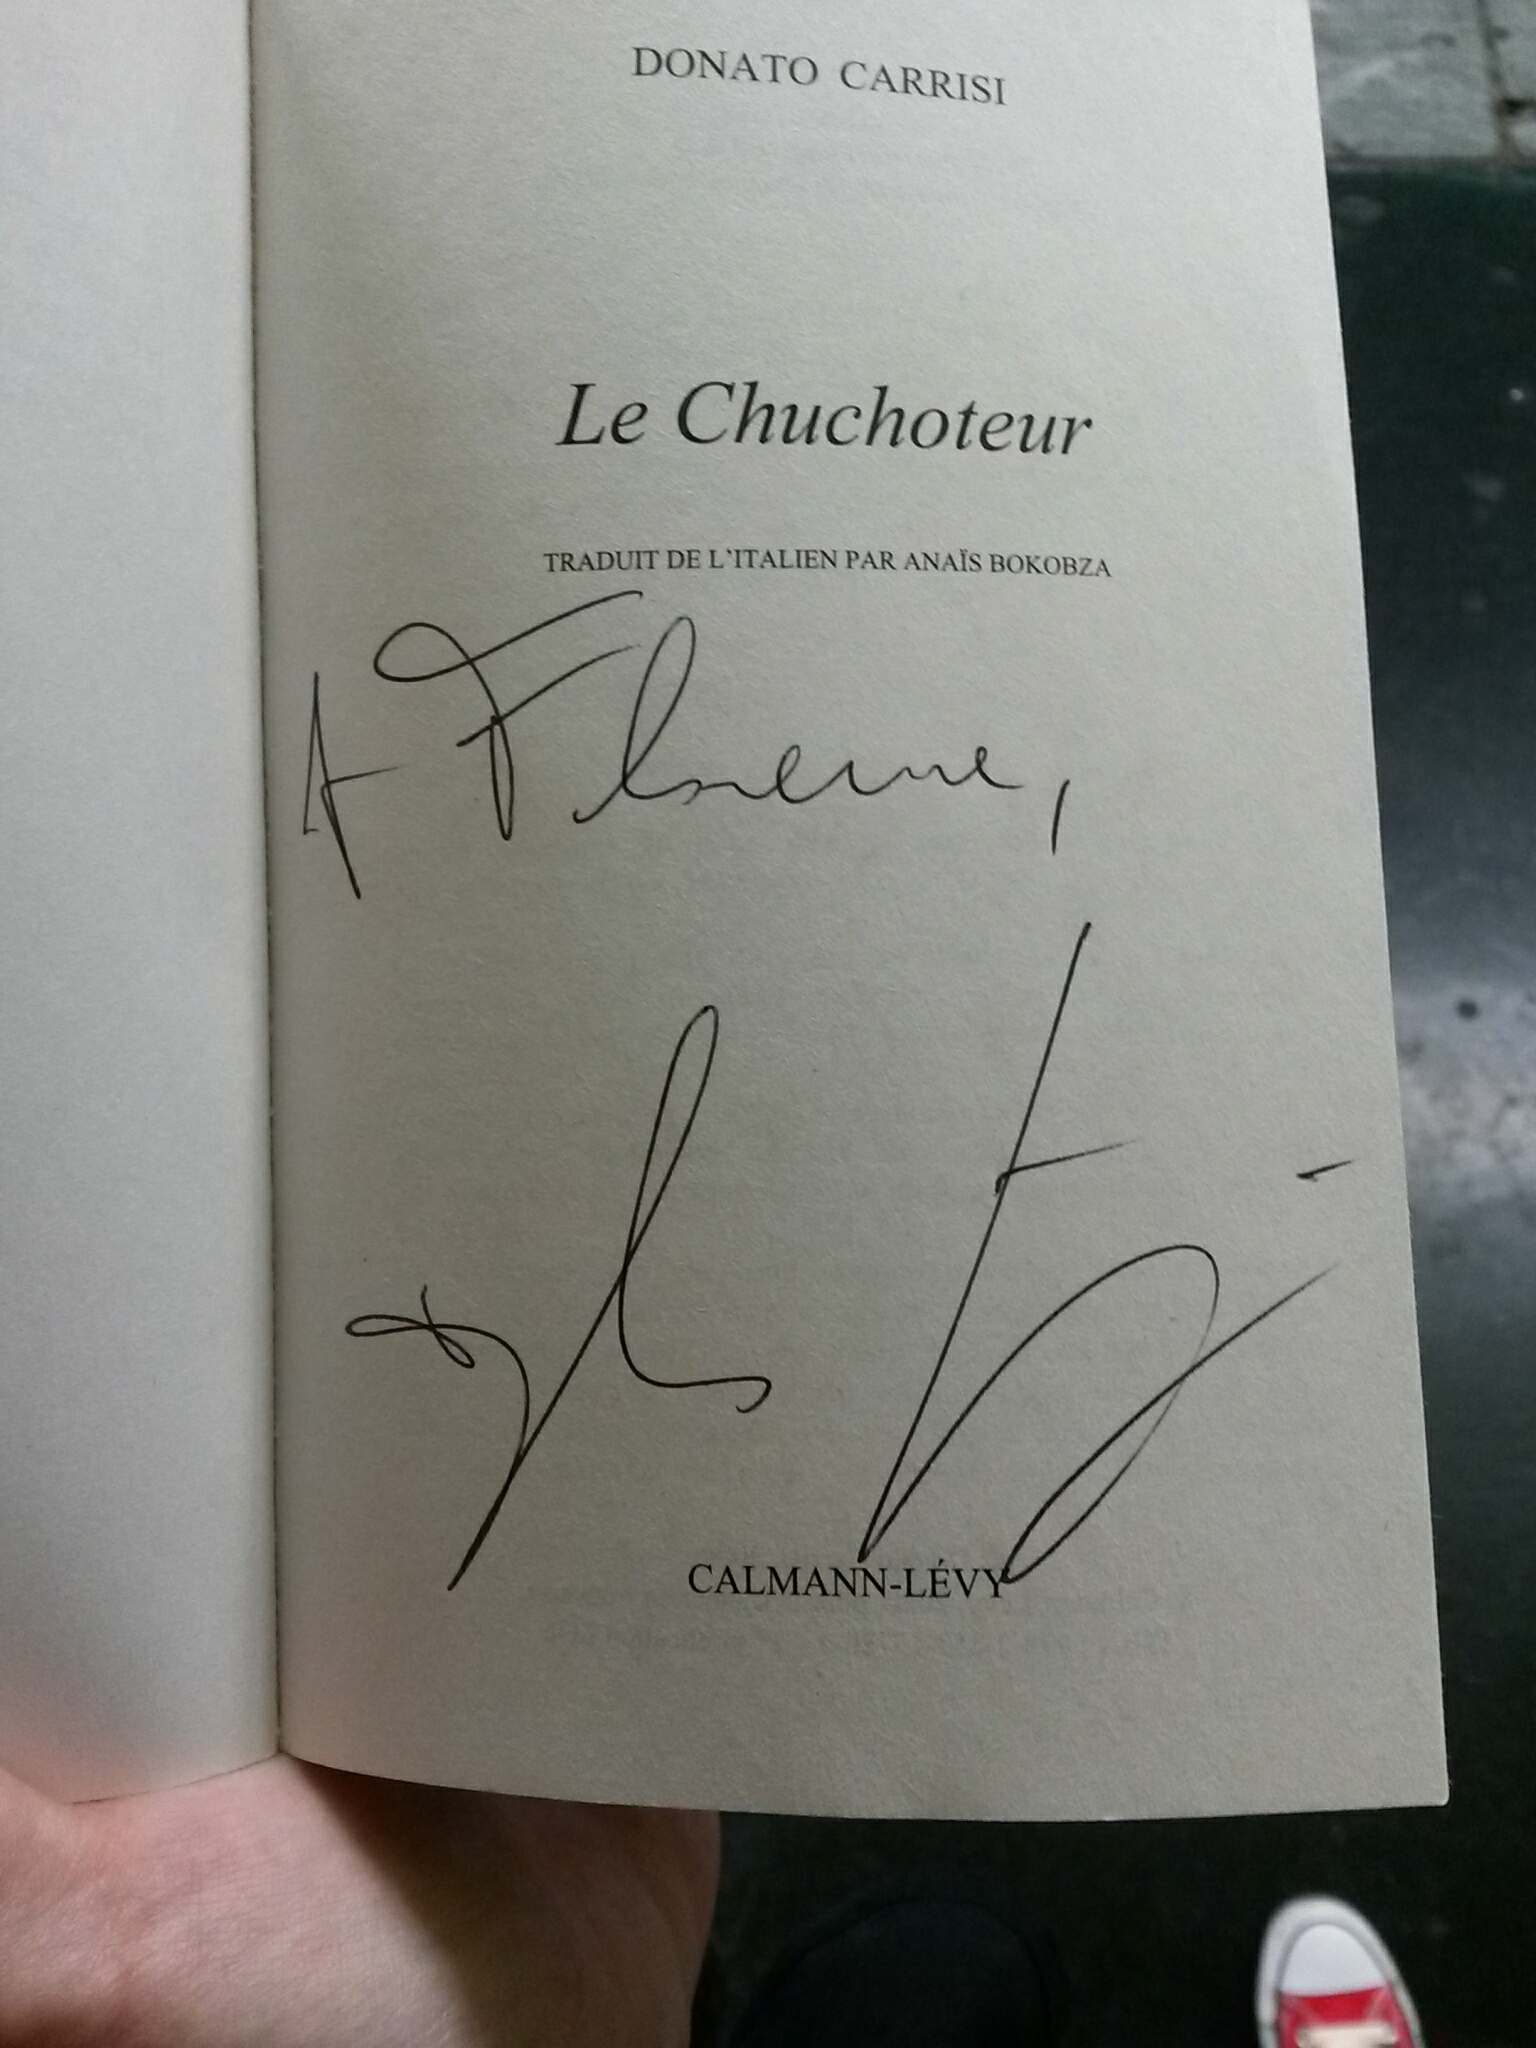 DONATO CARRISI
Le Chuchoteur
TRADUIT DE L'ITALIEN PAR ANAÏS BOKOBZA
A
CALMANN-LÉVY